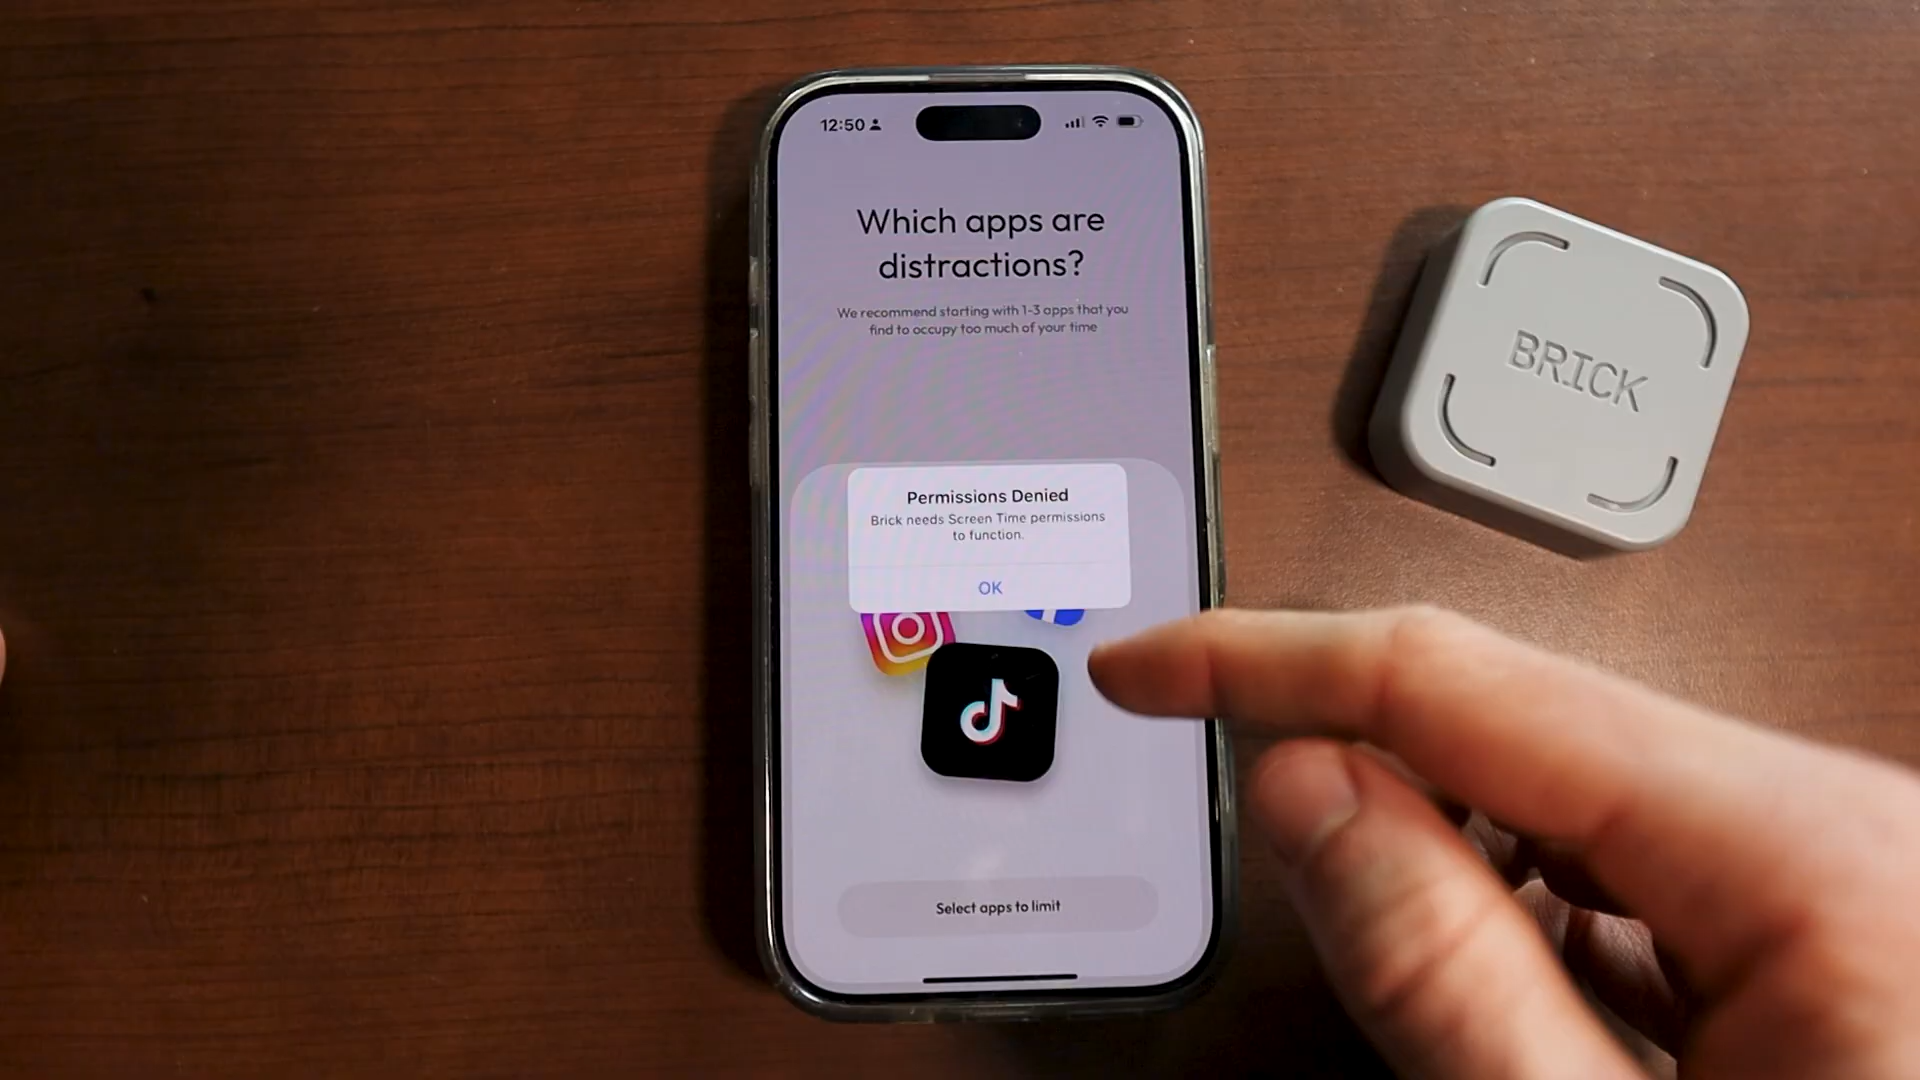 12:50
Which apps are
distractions?
We recommend starting with 1-3 apps that you
find to occupy too much of your time
Permissions Denied
Brick needs Screen Time permissions
to function.
OK
Select apps to limit
BRICK